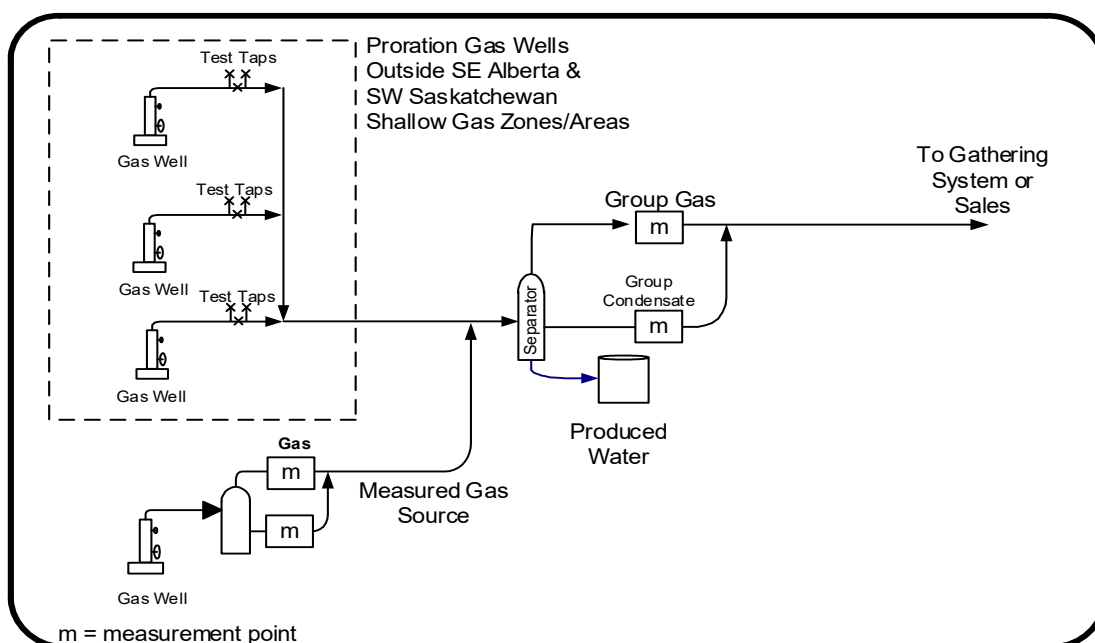 Test Taps
Gas Well
Test Taps
Gas Well
Test Taps
Gas Well
Proration Gas Wells
Outside SE Alberta &
SW Saskatchewan
Shallow Gas Zones/Areas
To Gathering
System or
Sales
Group Gas
m
Group
Condensate
m
Separator
Produced
Water
Gas
m
m
Measured Gas
Source
Gas Well
m = measurement point